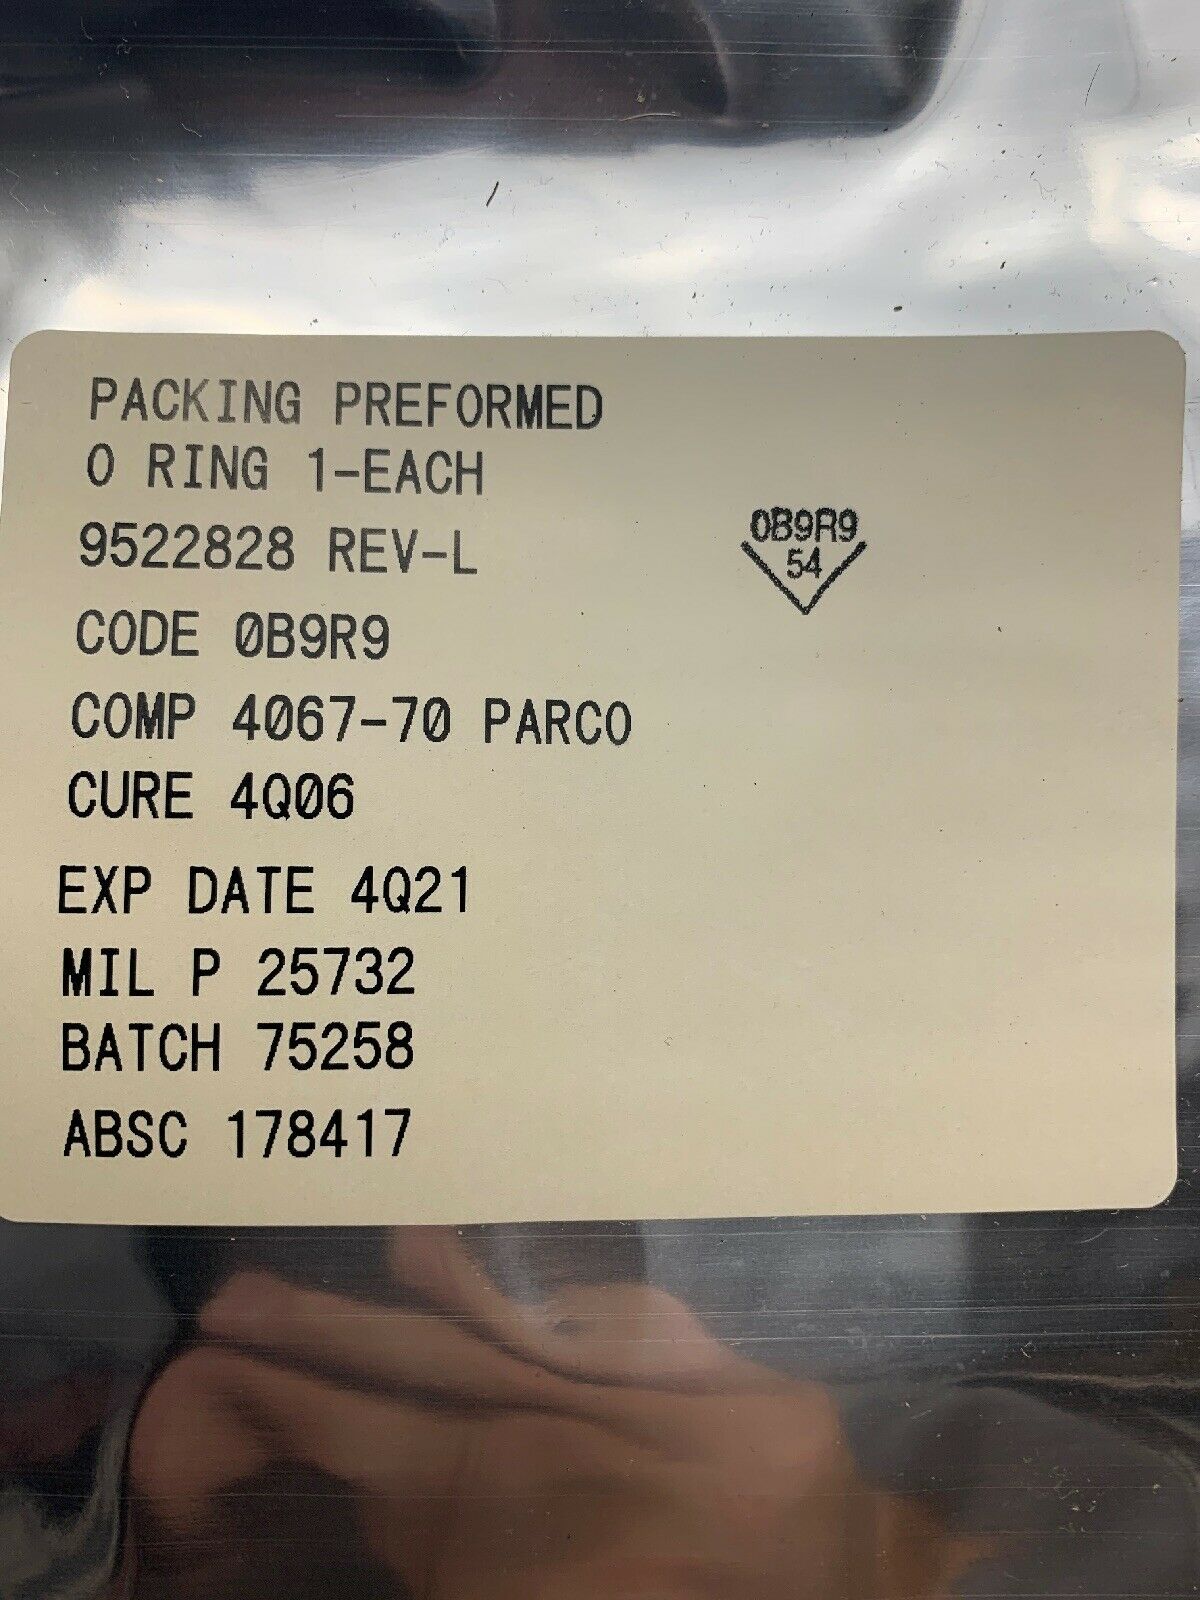 PACKING PREFORMED
O RING 1-EACH
9522828 REV-L
0B9R9
54
CODE 0B9R9
COMP 4067-70 PARCO
CURE 4Q06
EXP DATE 4Q21
MIL P 25732
BATCH 75258
ABSC 178417